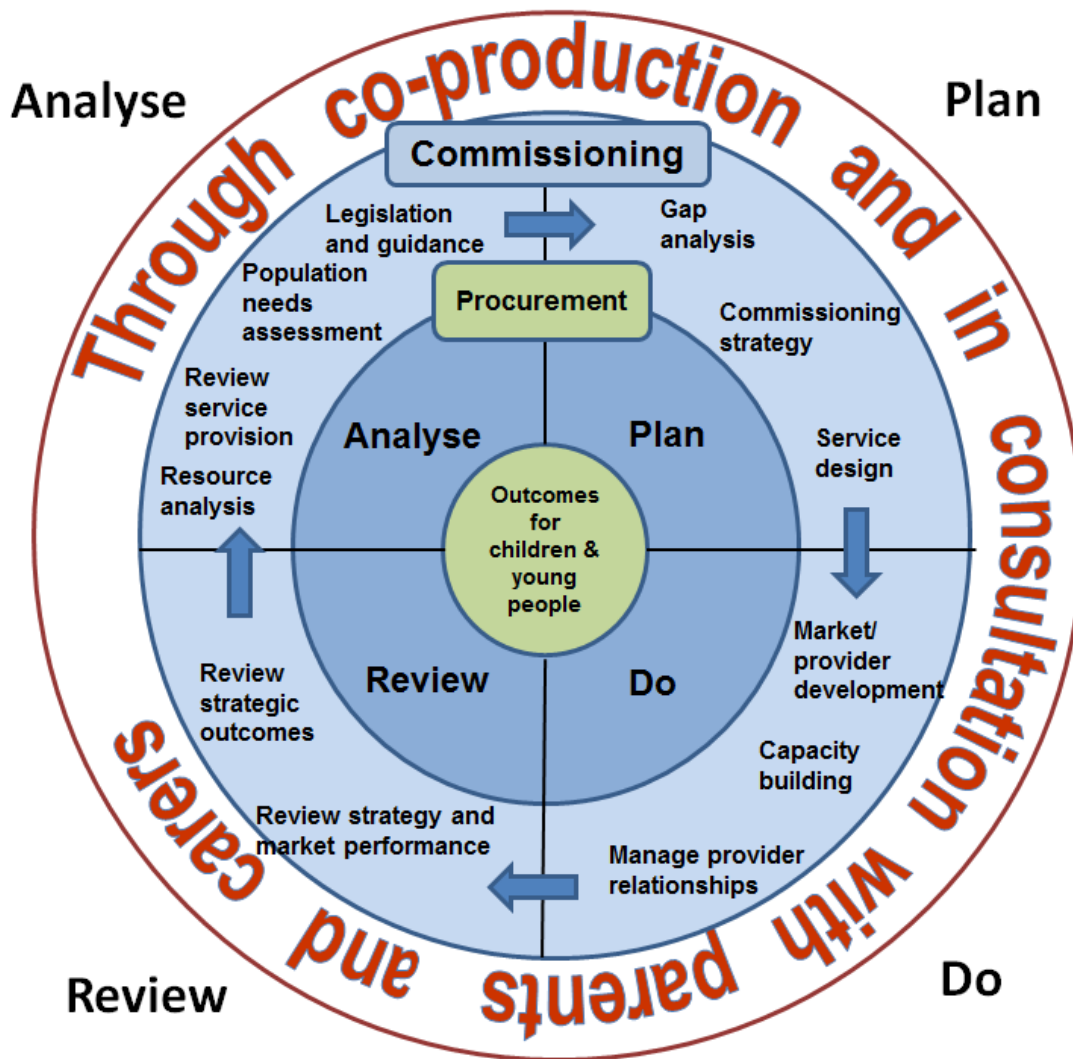 Analyse
Plan
Through co-production and in consultation with parents and carers
Commissioning
Legislation
and guidance
Gap
analysis
Population
needs
assessment
Procurement
Commissioning
strategy
Review
service
provision
Analyse
Plan
Service
design
Resource
analysis
Outcomes
for
children &
young
people
Market/
provider
development
Review
strategic
outcomes
Review
Do
Capacity
building
Review strategy and
market performance
Manage provider
relationships
Review
Do